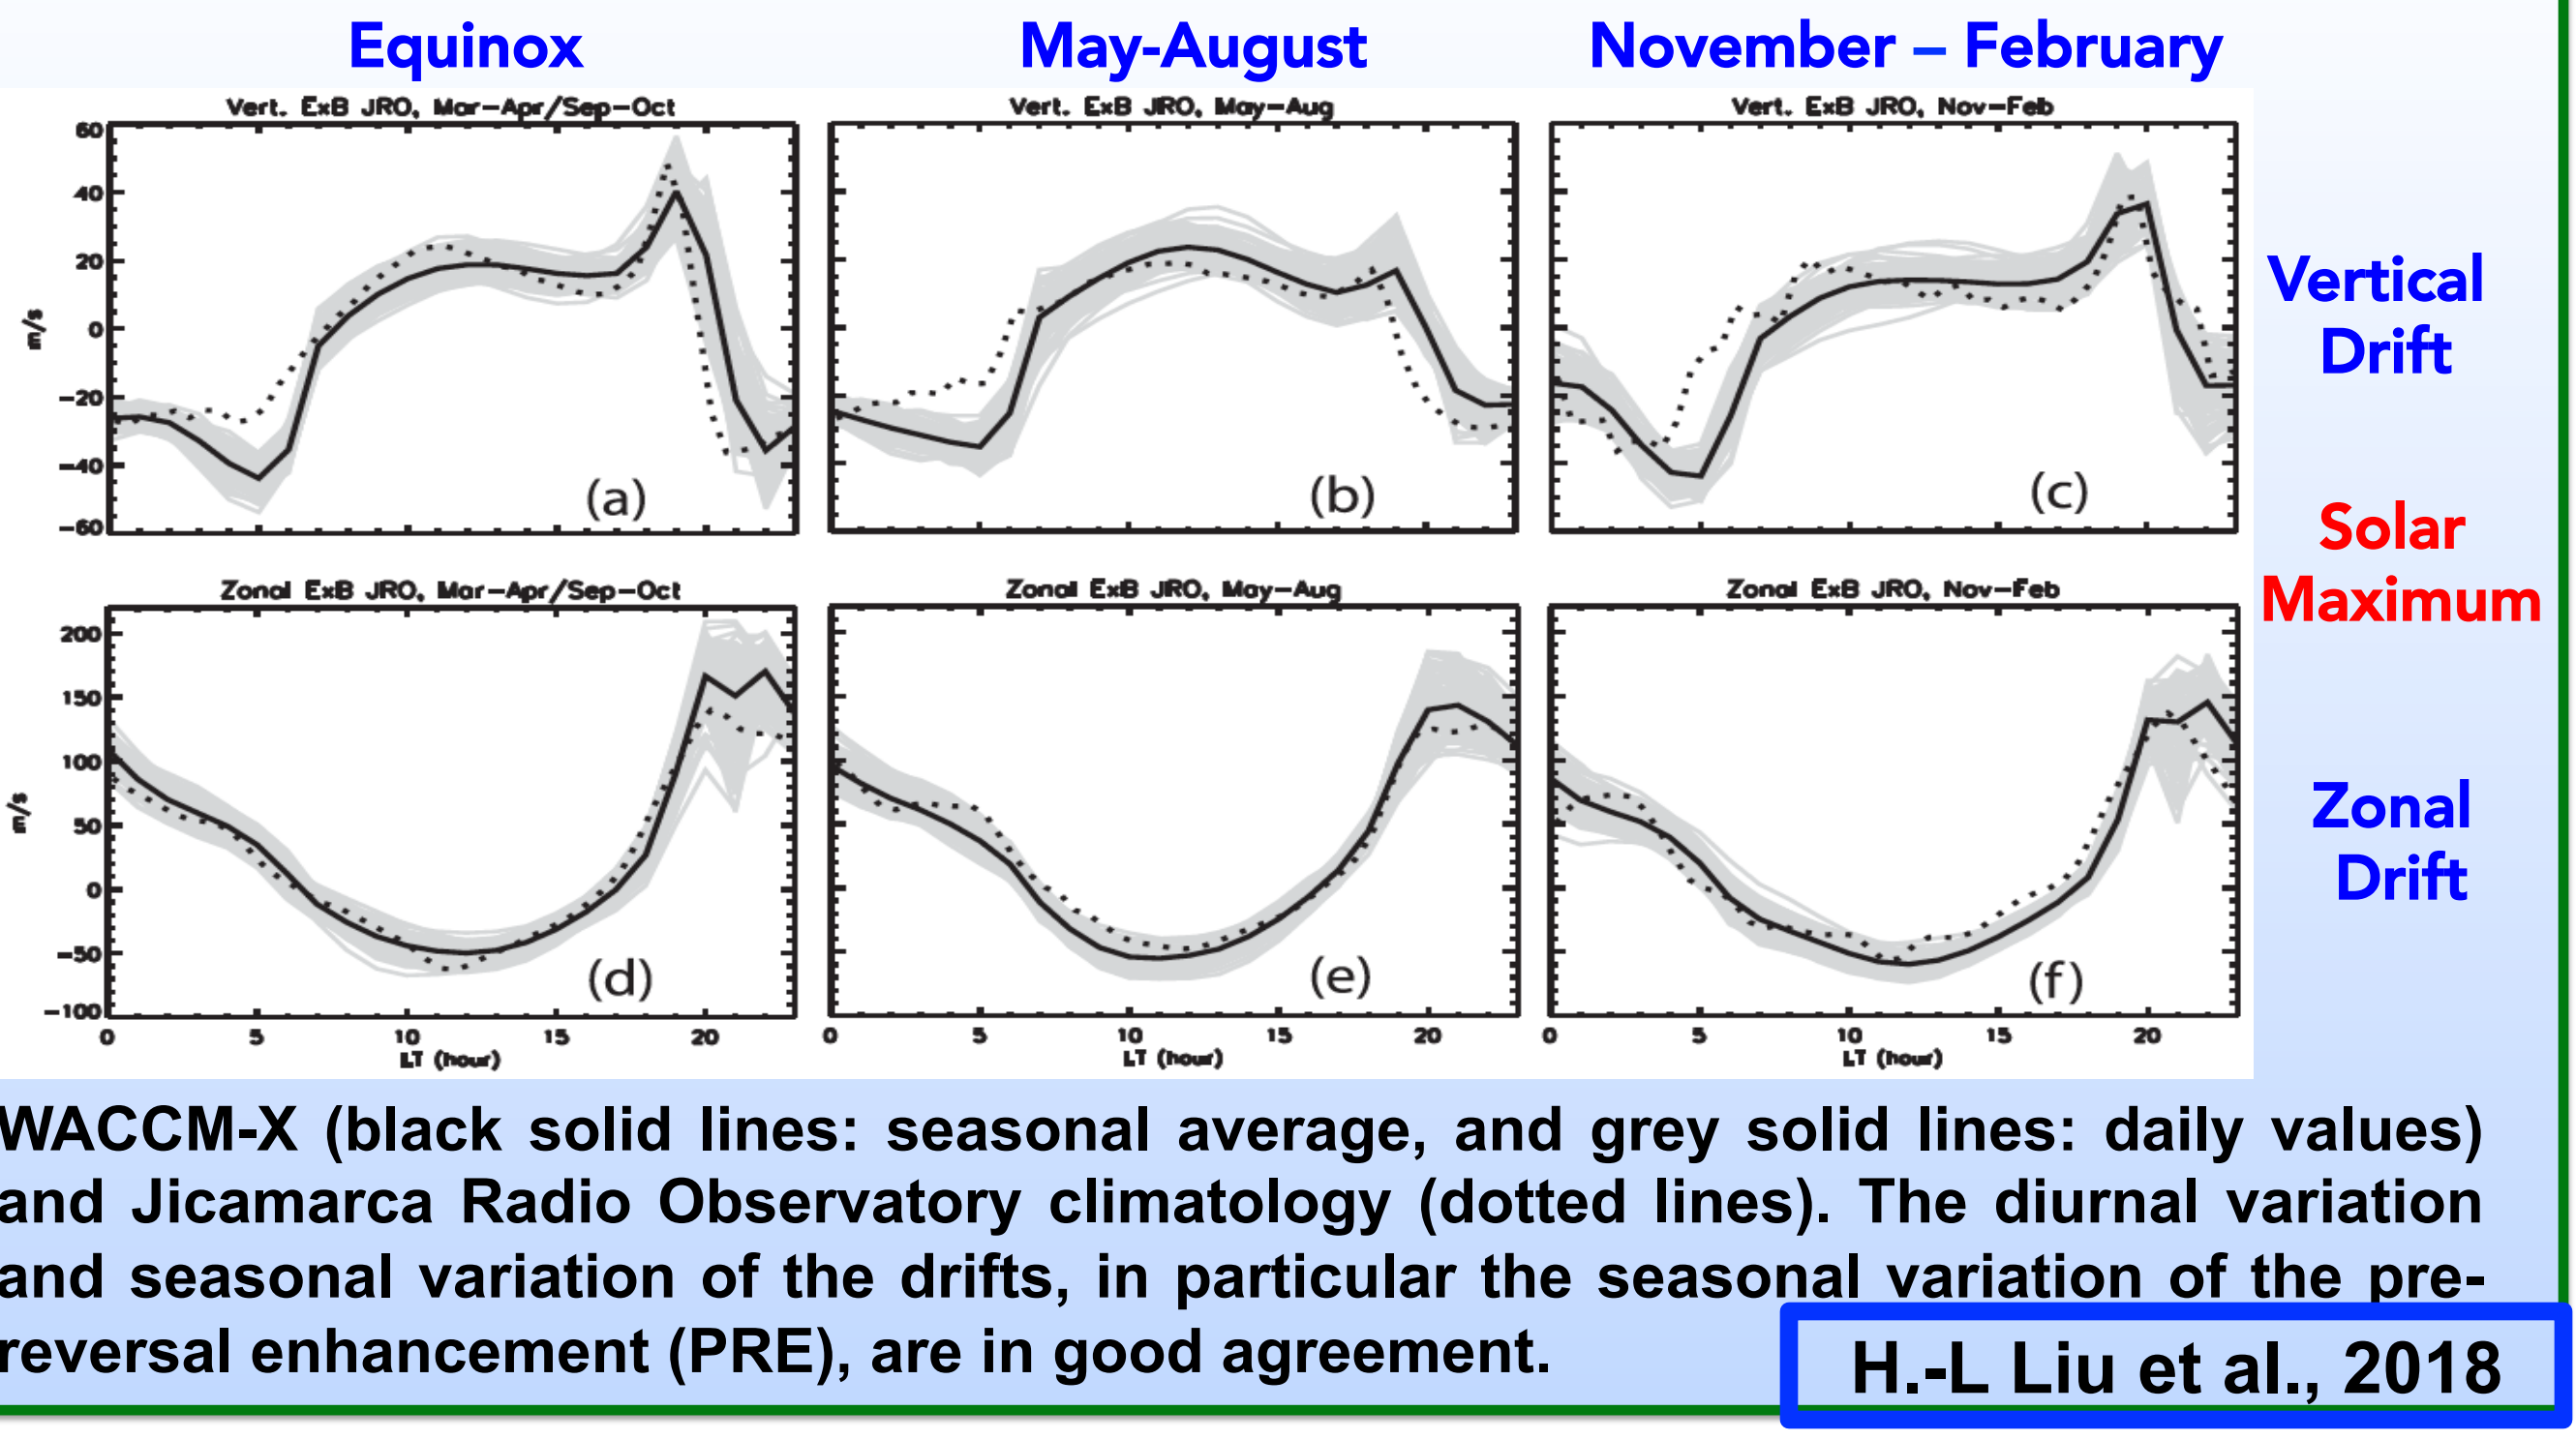 Equinox May-August November – February
Vert. ExB JRO, Mar-Apr/Sep-Oct Vert. ExB JRO, May-Aug Vert. ExB JRO, Nov-Feb
60
40
20
0
-20
-40
-60
m/s
(a) (b) (c)
Vertical
Drift
Solar
Maximum
Zonal ExB JRO, Mar-Apr/Sep-Oct Zonal ExB JRO, May-Aug Zonal ExB JRO, Nov-Feb
200
150
100
50
0
-50
-100
m/s
(d) (e) (f)
Zonal
Drift
0 5 10 15 20 0 5 10 15 20 0 5 10 15 20
LT (hour) LT (hour) LT (hour)
WACCM-X (black solid lines: seasonal average, and grey solid lines: daily values)
and Jicamarca Radio Observatory climatology (dotted lines). The diurnal variation
and seasonal variation of the drifts, in particular the seasonal variation of the pre-
reversal enhancement (PRE), are in good agreement.
H.-L Liu et al., 2018